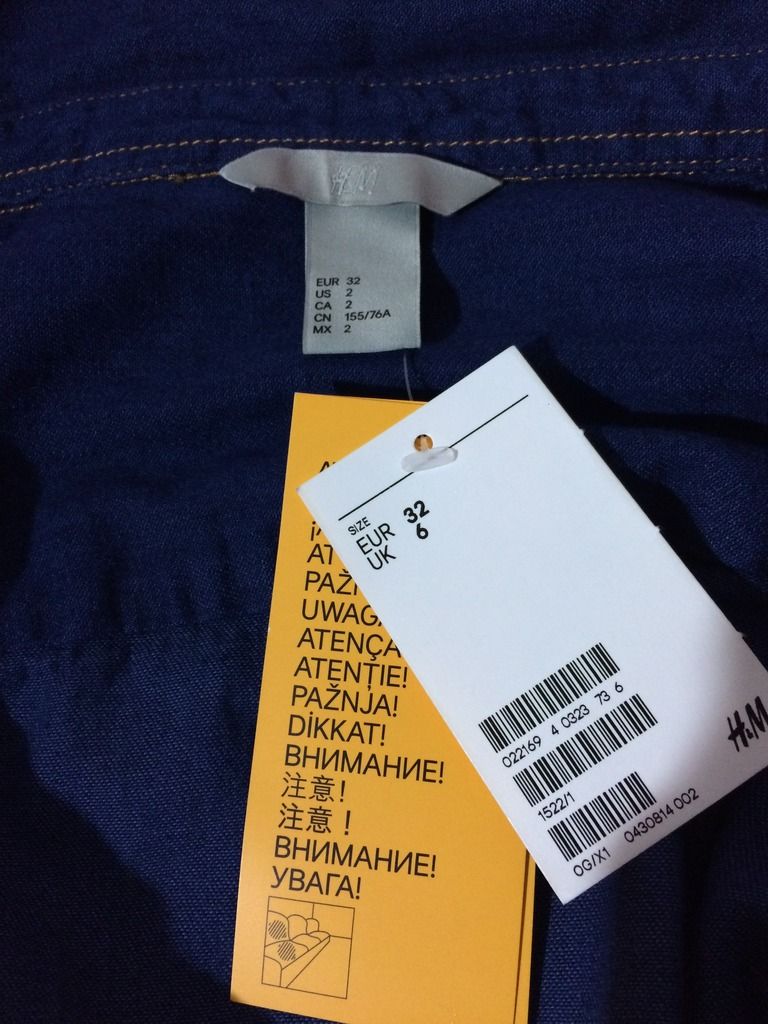 H&M
EUR 32
US 2
CA 2
CN 155/76A
MX 2
SIZE
EUR 32
UK 6
022169 4 0323 73 6
1522/1
OG/X1 0430814 002
H&M
UWAGA
ATENÇA
ATENȚIE!
PAŽNJA!
DİKKAT!
ВНИМАНИЕ!
注意!
注意！
ВНИМАНИЕ!
УВАГА!